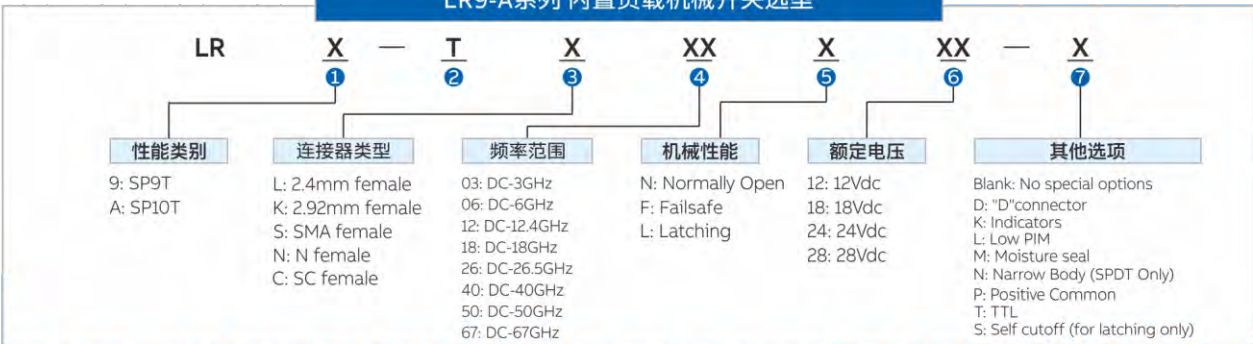 LR9-A系列 内置负载机械开关选型
LR X — T X XX X XX — X
1 2 3 4 5 6 7
性能类别
9: SP9T
A: SP10T
连接器类型
L: 2.4mm female
K: 2.92mm female
S: SMA female
N: N female
C: SC female
频率范围
03: DC-3GHz
06: DC-6GHz
12: DC-12.4GHz
18: DC-18GHz
26: DC-26.5GHz
40: DC-40GHz
50: DC-50GHz
67: DC-67GHz
机械性能
N: Normally Open
F: Failsafe
L: Latching
额定电压
12: 12Vdc
18: 18Vdc
24: 24Vdc
28: 28Vdc
其他选项
Blank: No special options
D: "D"connector
K: Indicators
L: Low PIM
M: Moisture seal
N: Narrow Body (SPDT Only)
P: Positive Common
T: TTL
S: Self cutoff (for latching only)